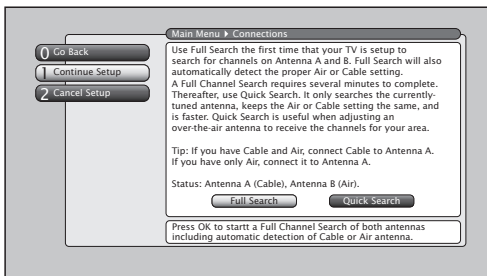 Main Menu ▸ Connections
0 Go Back
1 Continue Setup
2 Cancel Setup
Use Full Search the first time that your TV is setup to
search for channels on Antenna A and B. Full Search will also
automatically detect the proper Air or Cable setting.
A Full Channel Search requires several minutes to complete.
Thereafter, use Quick Search. It only searches the currently-
tuned antenna, keeps the Air or Cable setting the same, and
is faster. Quick Search is useful when adjusting an
over-the-air antenna to receive the channels for your area.
Tip: If you have Cable and Air, connect Cable to Antenna A.
If you have only Air, connect it to Antenna A.
Status: Antenna A (Cable), Antenna B (Air).
Full Search
Quick Search
Press OK to startt a Full Channel Search of both antennas
including automatic detection of Cable or Air antenna.